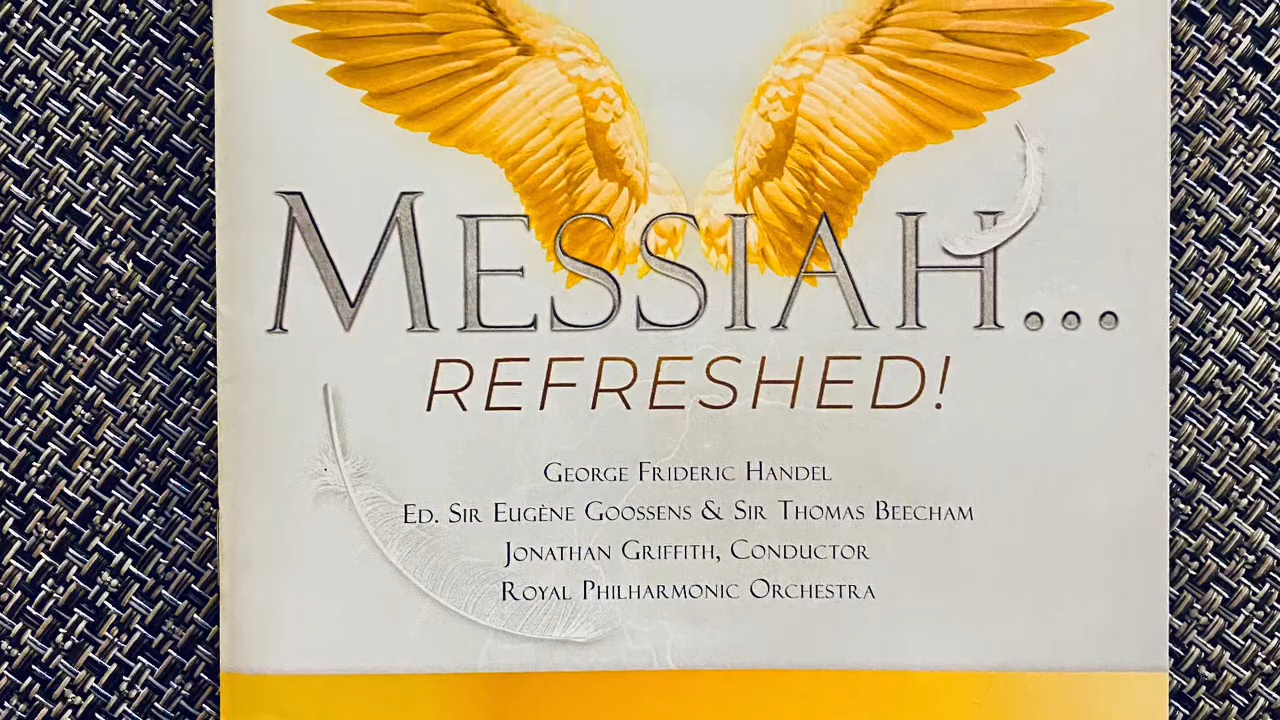 MESSIAH...
REFRESHED!
GEORGE FRIDERIC HANDEL
ED. SIR EUGÈNE GOOSSENS & SIR THOMAS BEECHAM
JONATHAN GRIFFITH, CONDUCTOR
ROYAL PHILHARMONIC ORCHESTRA